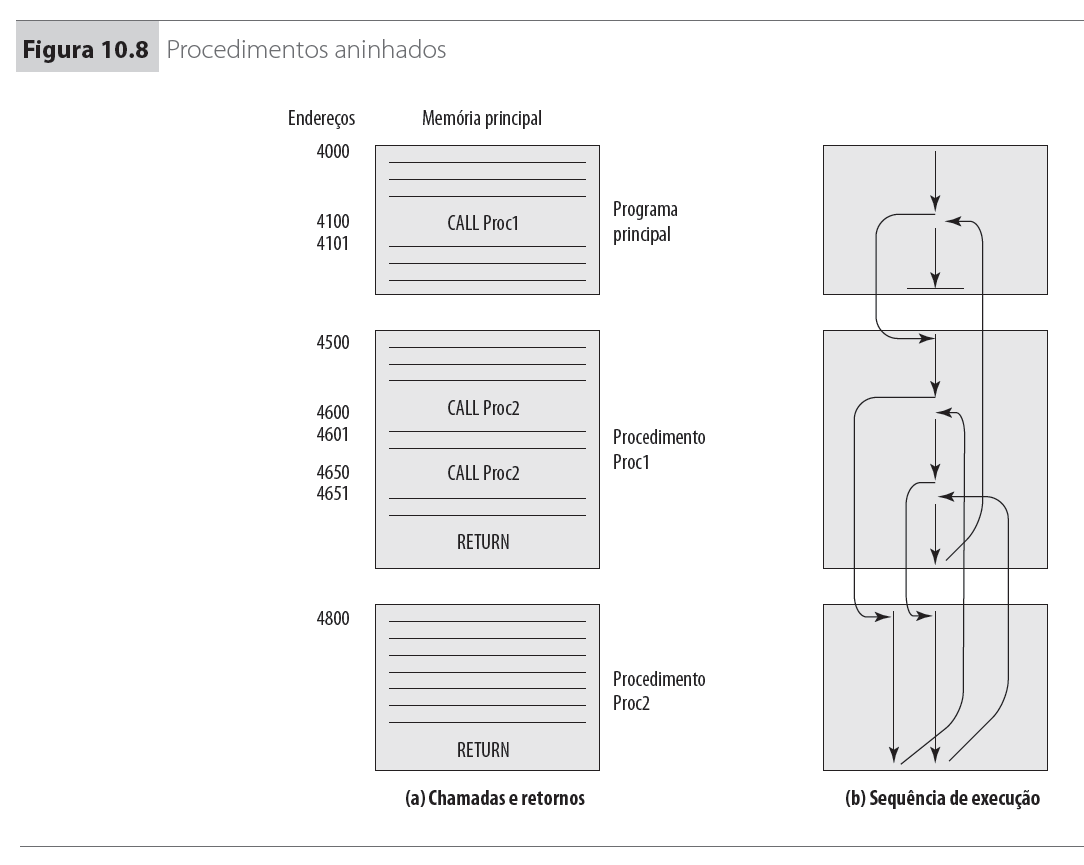 Figura 10.8 Procedimentos aninhados
Endereços Memória principal
4000
4100 CALL Proc1
4101
Programa
principal
4500
4600 CALL Proc2
4601
4650 CALL Proc2
4651
RETURN
Procedimento
Proc1
4800
RETURN
Procedimento
Proc2
(a) Chamadas e retornos
(b) Sequência de execução